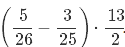 ( 5/26 − 3/25 ) · 13/2.